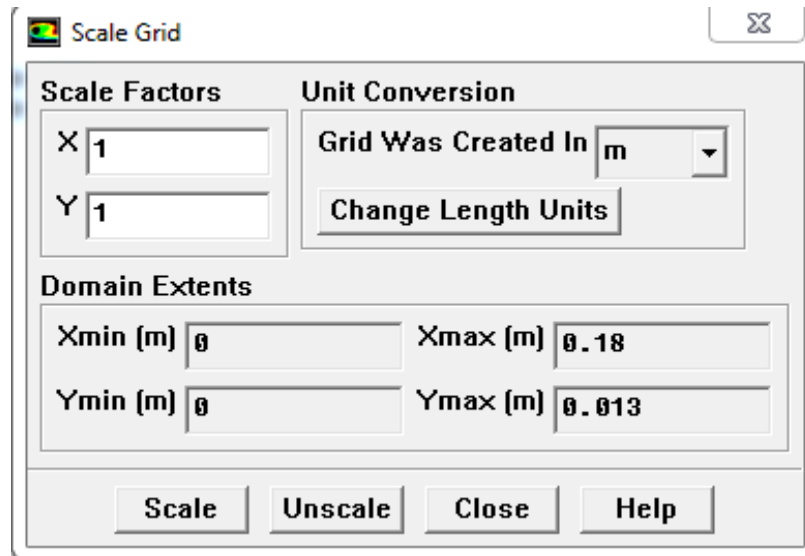 Scale Grid
Scale Factors
X 1
Y 1
Unit Conversion
Grid Was Created In m
Change Length Units
Domain Extents
Xmin (m) 0 Xmax (m) 0.18
Ymin (m) 0 Ymax (m) 0.013
Scale Unscale Close Help